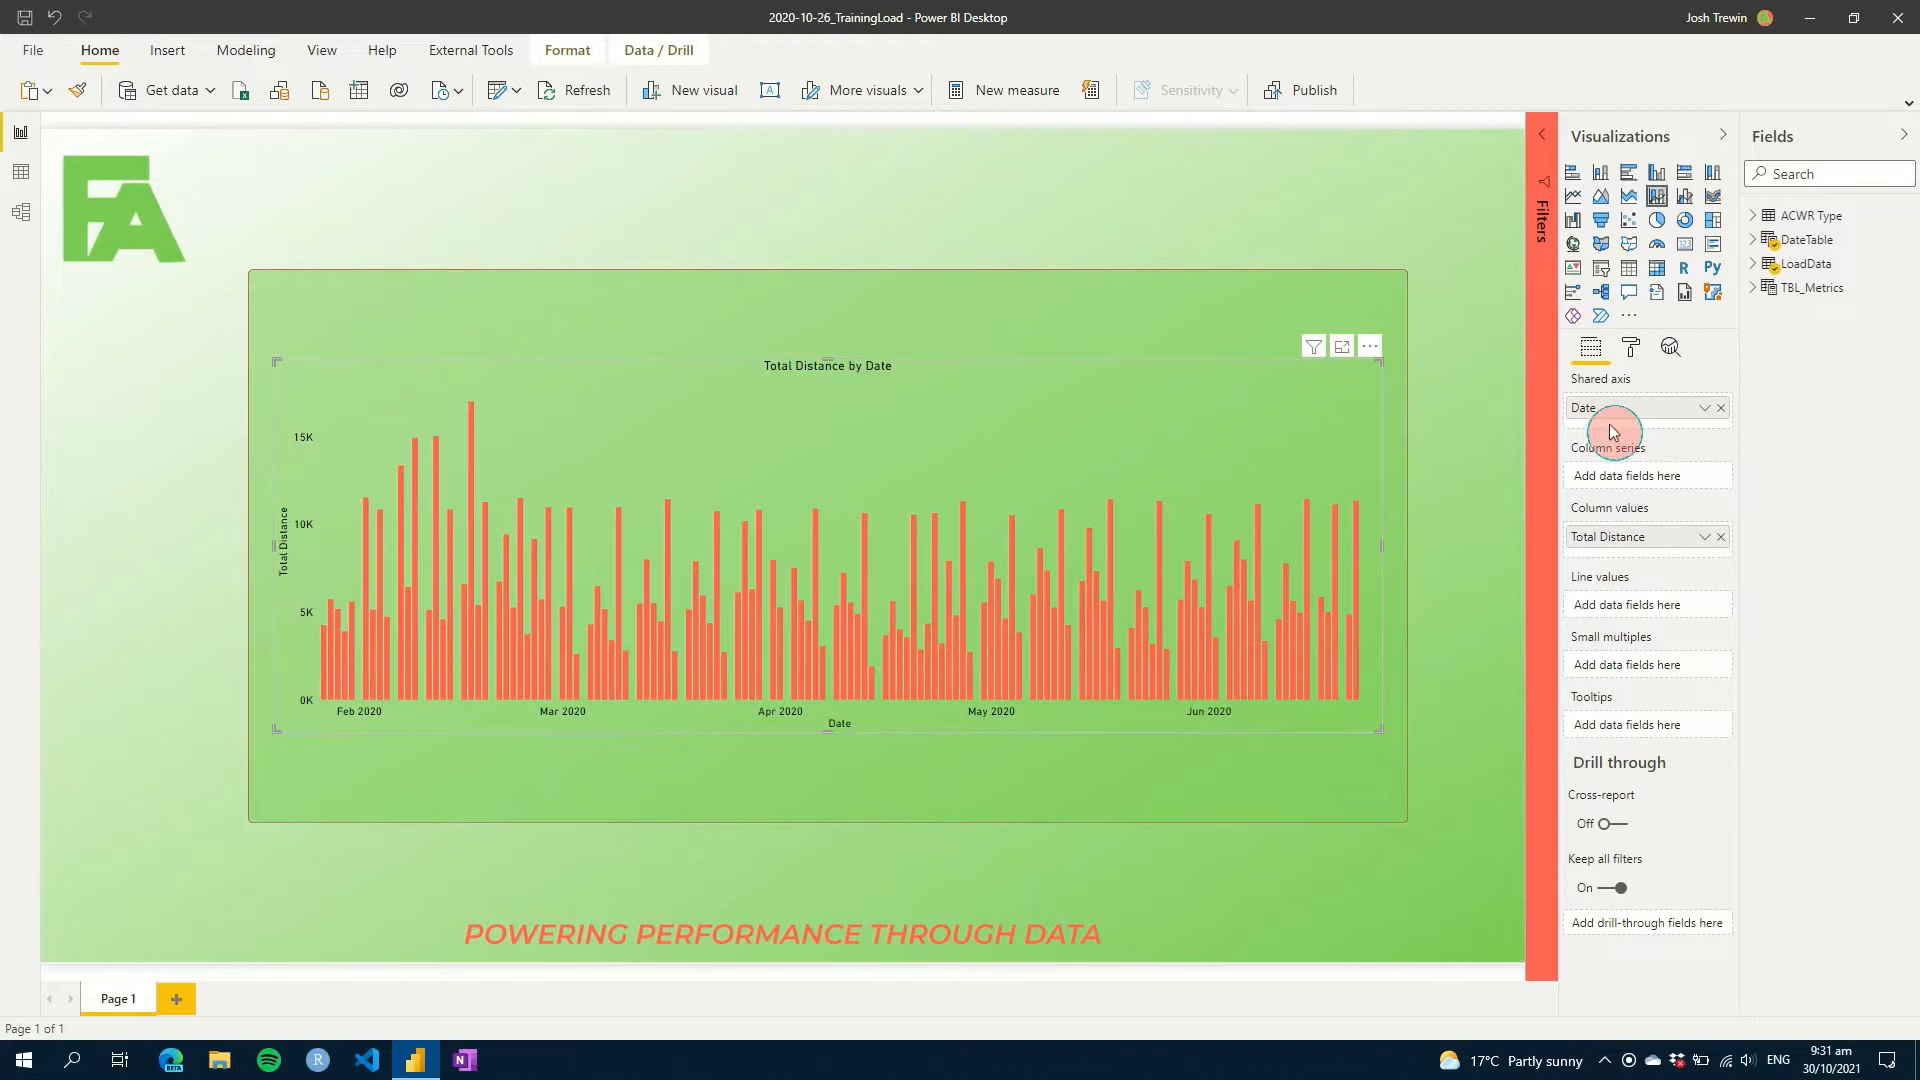 2020-10-26_TrainingLoad - Power BI Desktop
Josh Trewin
File Home Insert Modeling View Help External Tools Format Data / Drill
Get data Refresh New visual More visuals New measure Sensitivity Publish
FA
Total Distance by Date
15K
10K
5K
0K
Total Distance
Feb 2020 Mar 2020 Apr 2020 May 2020 Jun 2020
Date
POWERING PERFORMANCE THROUGH DATA
Filters
Visualizations
R Py
123
Shared axis
Date
Column series
Add data fields here
Column values
Total Distance
Line values
Add data fields here
Small multiples
Add data fields here
Tooltips
Add data fields here
Drill through
Cross-report
Off
Keep all filters
On
Add drill-through fields here
Fields
Search
ACWR Type
DateTable
LoadData
TBL_Metrics
Page 1
Page 1 of 1
BETA
R
N
17°C Partly sunny
ENG
9:31 am
30/10/2021